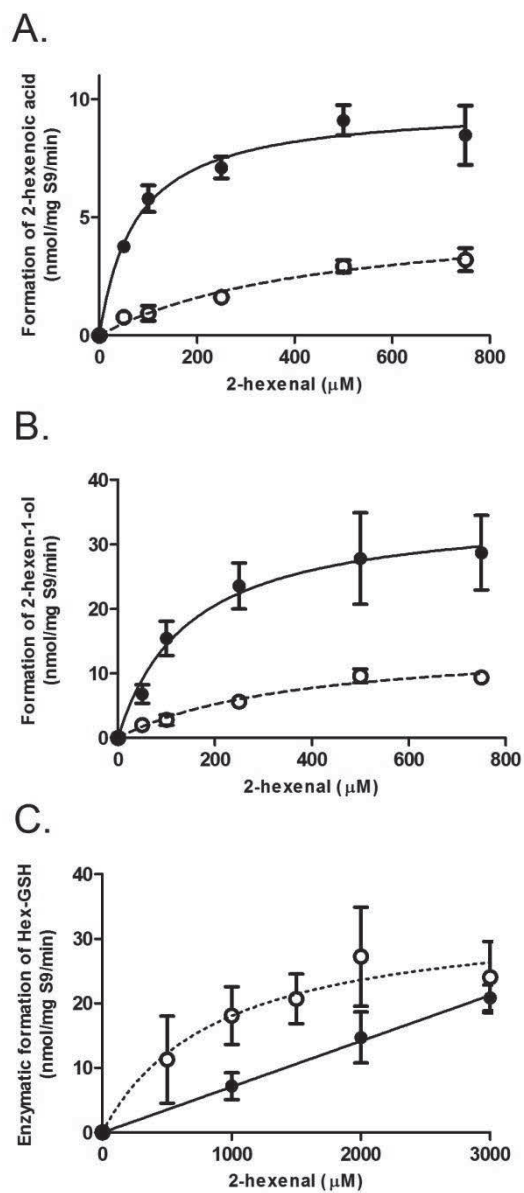 A.
Formation of 2-hexenoic acid
(nmol/mg S9/min)
10
5
0
0 200 400 600 800
2-hexenal (μM)
B.
Formation of 2-hexen-1-ol
(nmol/mg S9/min)
40
30
20
10
0
0 200 400 600 800
2-hexenal (μM)
C.
Enzymatic formation of Hex-GSH
(nmol/mg S9/min)
40
30
20
10
0
0 1000 2000 3000
2-hexenal (μM)